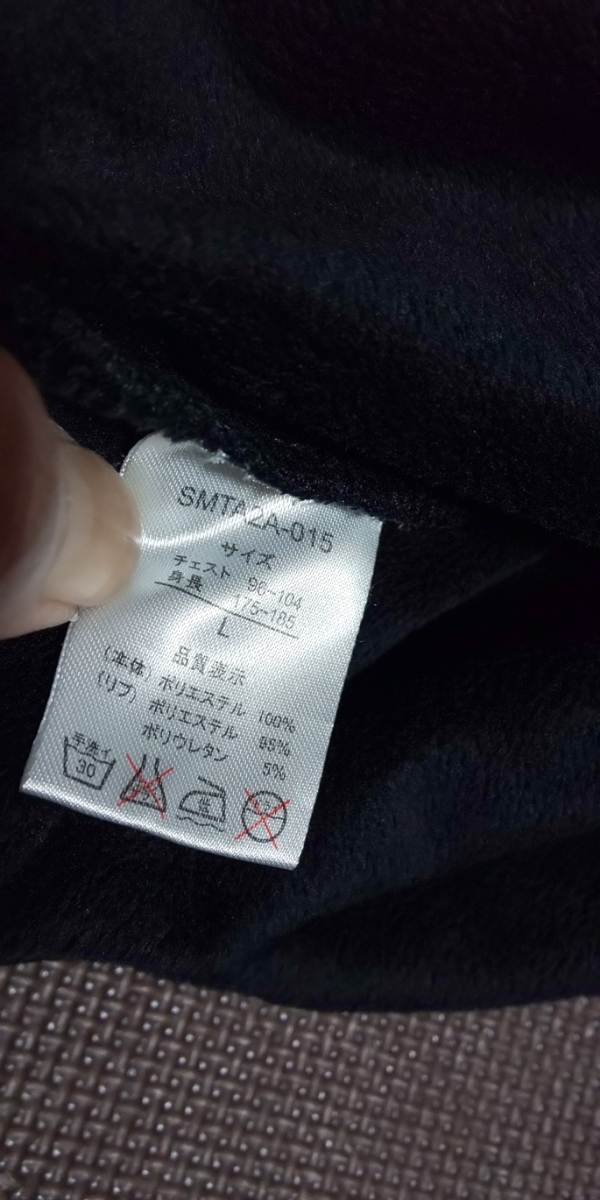 SMTA2A-015
サイズ
チェスト 96-104
身長 175~185
L
品質表示
(本体) ポリエステル 100%
(リブ) ポリエステル 95%
ポリウレタン 5%
手洗イ
30
低